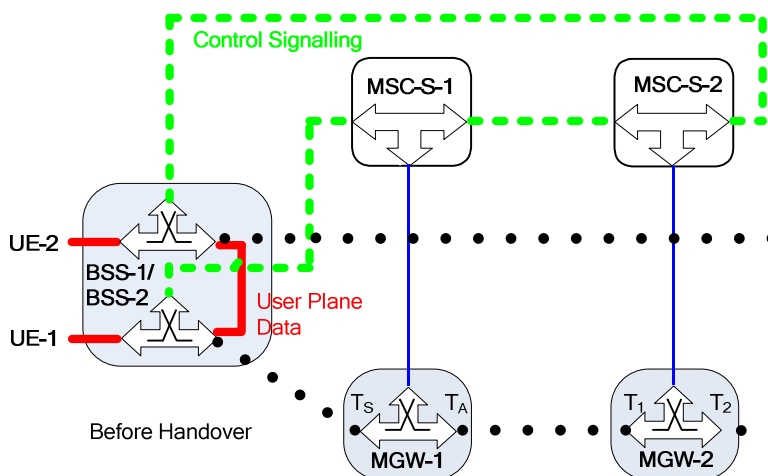 Control Signalling
MSC-S-1
MSC-S-2
UE-2
BSS-1/
BSS-2
User Plane
Data
UE-1
Before Handover
TS
TA
MGW-1
T1
T2
MGW-2